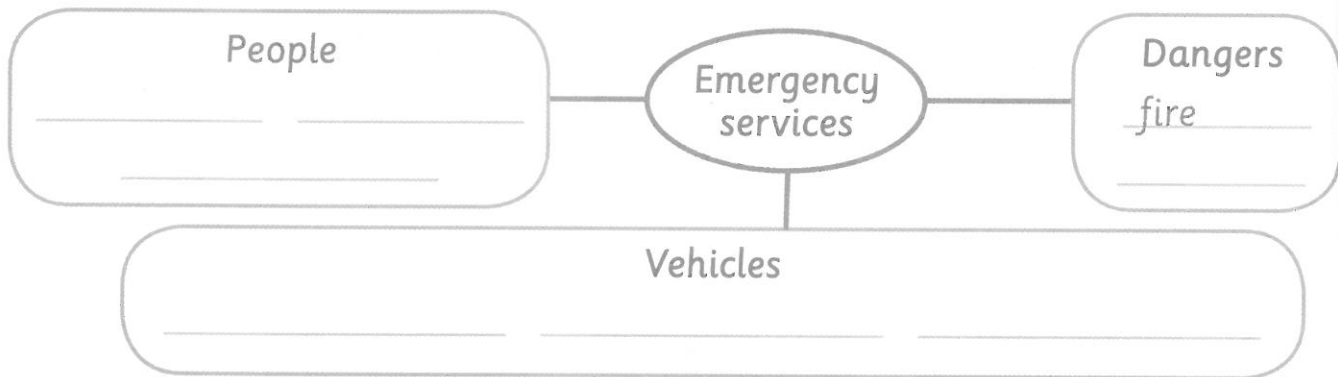 People
Emergency
services
Dangers
fire
Vehicles